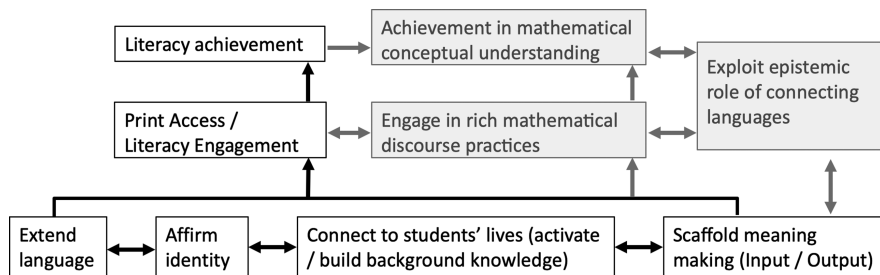 Literacy achievement
Achievement in mathematical
conceptual understanding
Exploit epistemic
role of connecting
languages
Print Access /
Literacy Engagement
Engage in rich mathematical
discourse practices
Extend
language
Affirm
identity
Connect to students’ lives (activate
/ build background knowledge)
Scaffold meaning
making (Input / Output)